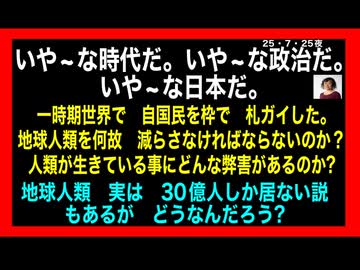 25・7・25夜
いや～な時代だ。いや～な政治だ。
いや～な日本だ。
一時期世界で　自国民を枠で　札ガイした。
地球人類を何故　減らさなければならないのか？
人類が生きている事にどんな弊害があるのか?
地球人類　実は　３０億人しか居ない説
もあるが　どうなんだろう?